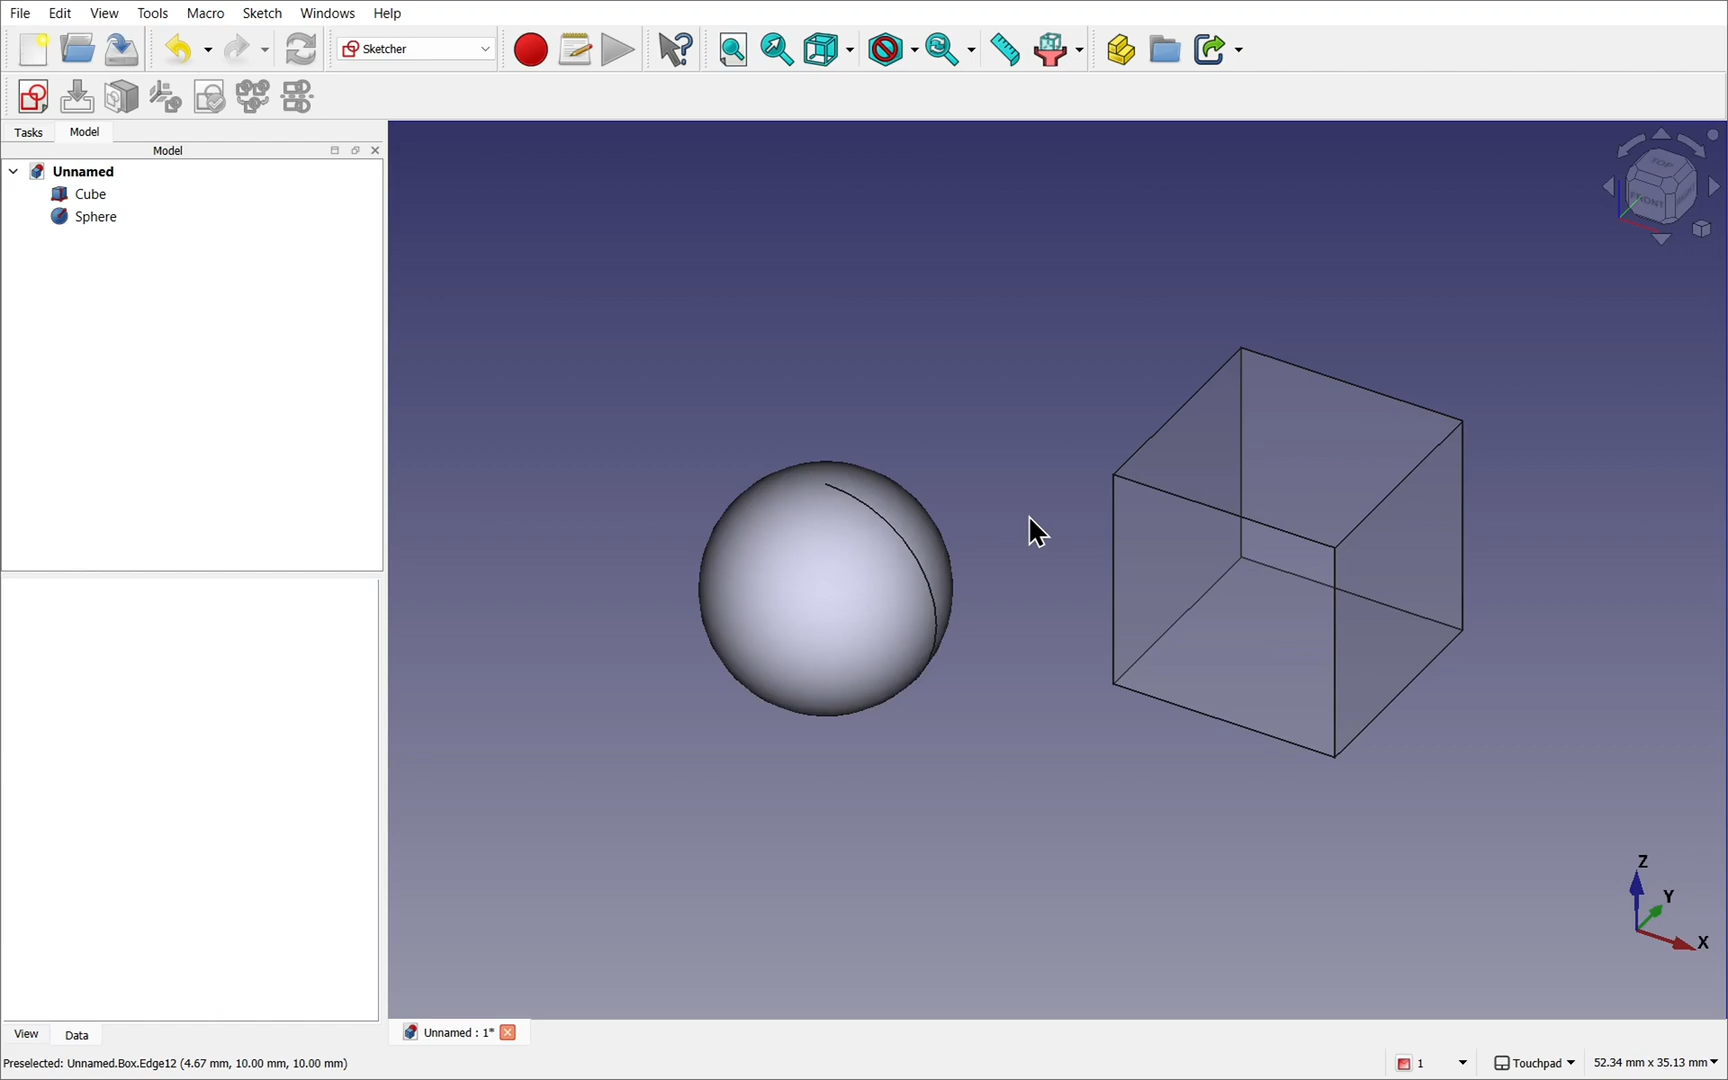 File Edit View Tools Macro Sketch Windows Help
Sketcher
Tasks Model
Model
Unnamed
Cube
Sphere
TOP
FRONT
Z
Y
X
View Data
Unnamed : 1*
Preselected: Unnamed.Box.Edge12 (4.67 mm, 10.00 mm, 10.00 mm)
1 Touchpad 52.34 mm x 35.13 mm